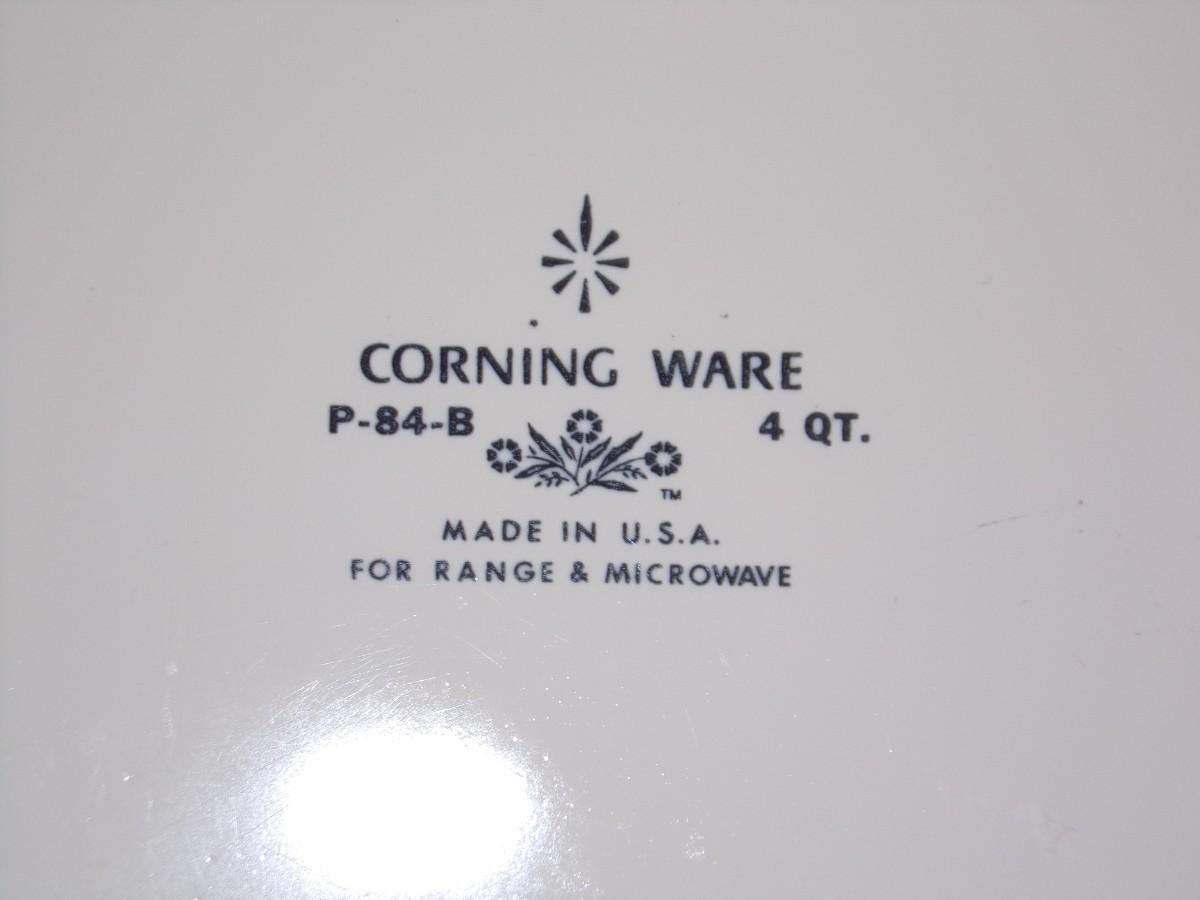 CORNING WARE
P-84-B 4 QT.
TM
MADE IN U.S.A.
FOR RANGE & MICROWAVE